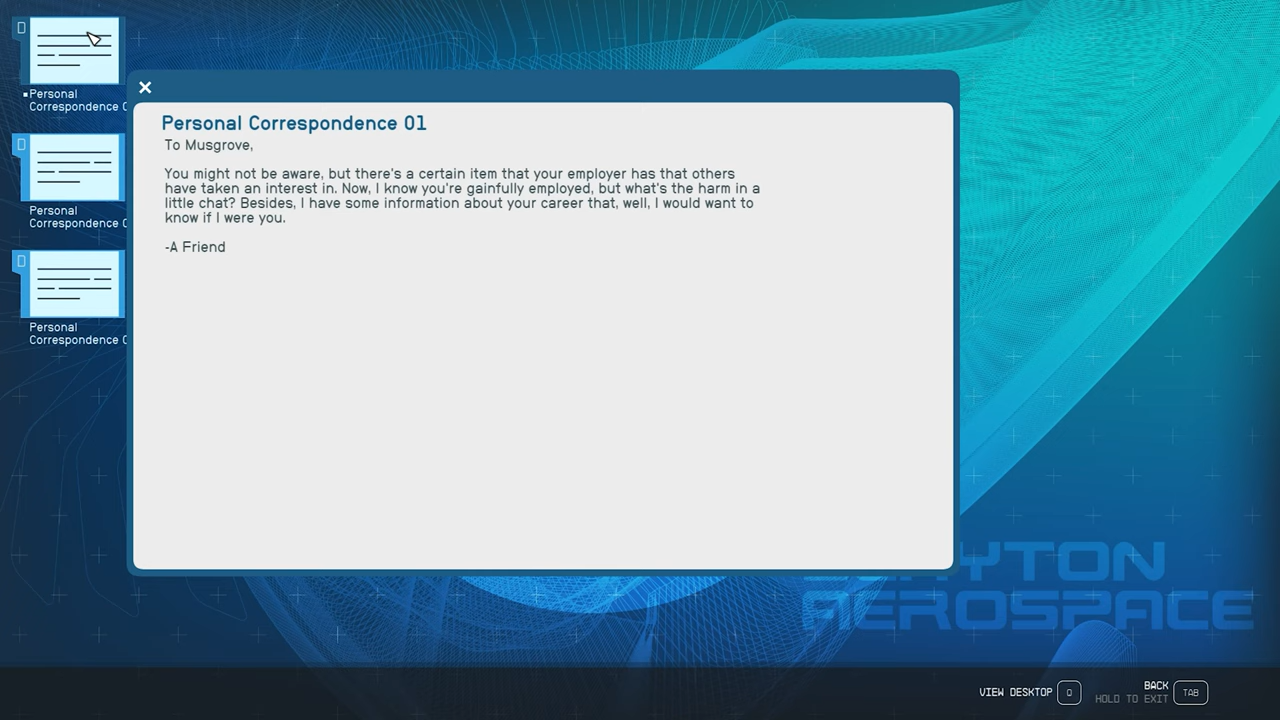 Personal
Correspondence
Personal Correspondence 01
To Musgrove,
You might not be aware, but there's a certain item that your employer has that others
have taken an interest in. Now, I know you're gainfully employed, but what's the harm in a
little chat? Besides, I have some information about your career that, well, I would want to
know if I were you.
-A Friend
Personal
Correspondence
Personal
Correspondence
AEROSPACE
VIEW DESKTOP Q
BACK
HOLD TO EXIT TAB